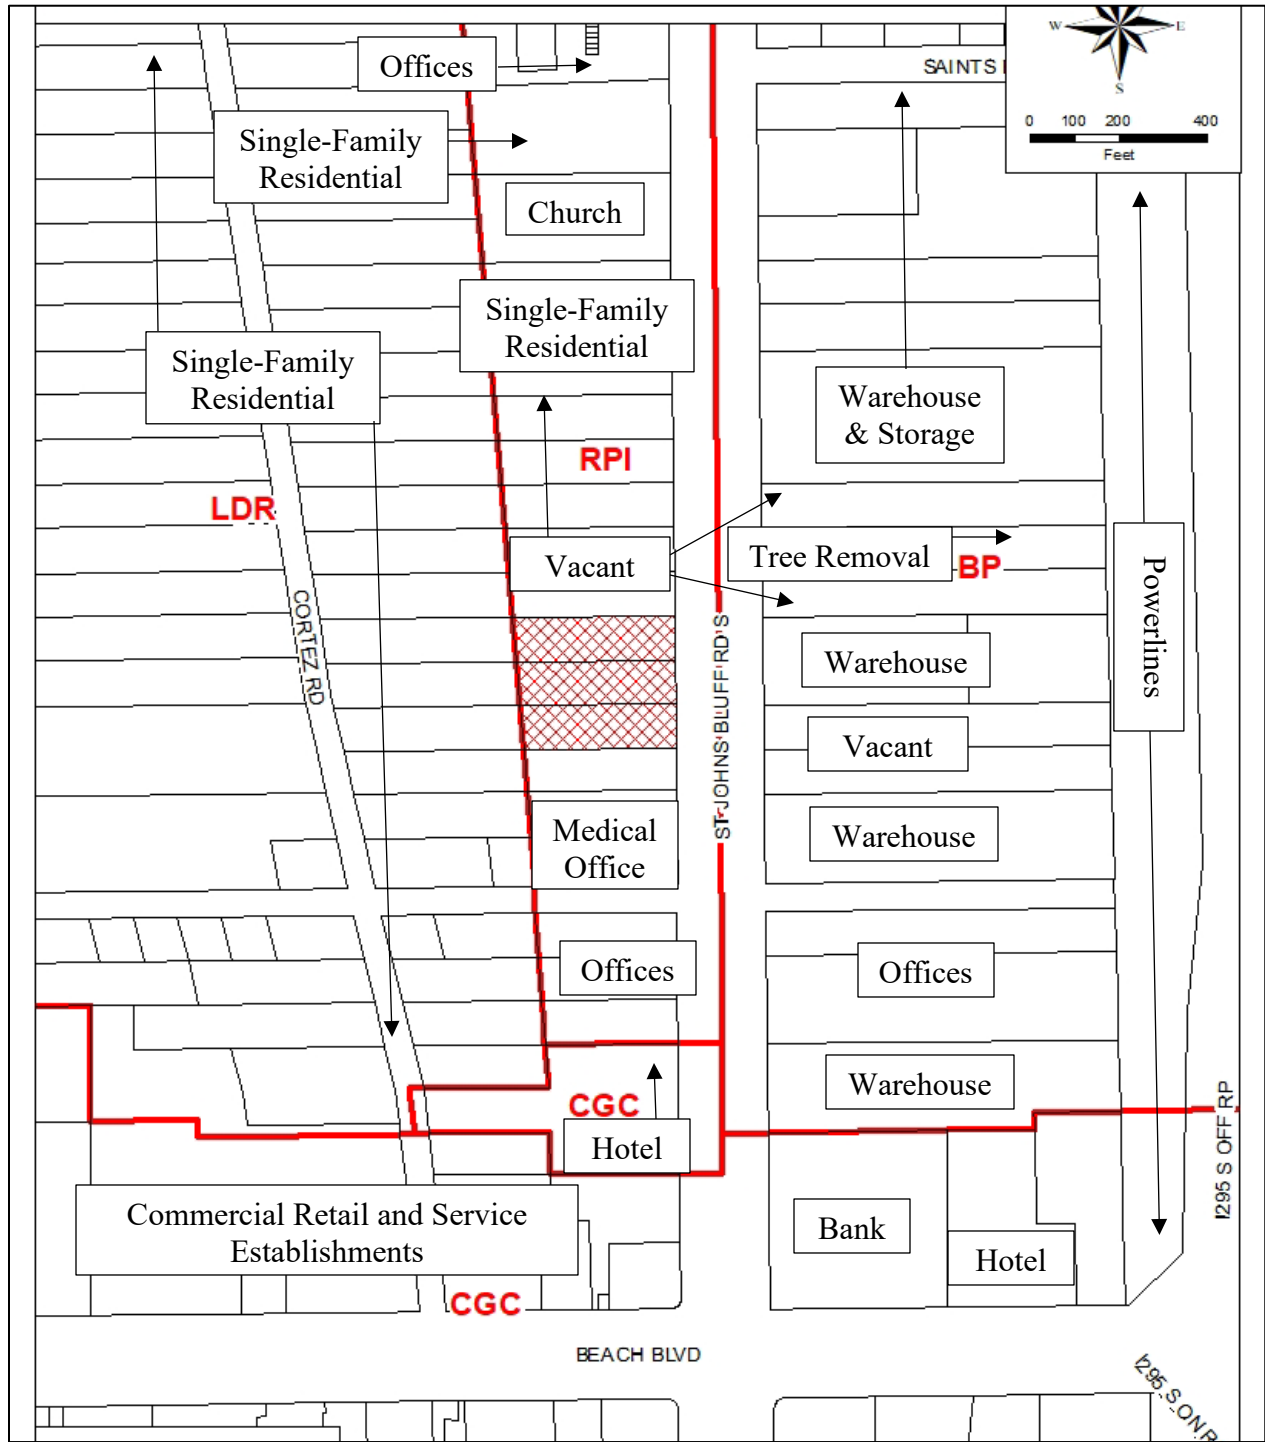 W
E
S
0 100 200 400
Feet
SAINTS
Offices
Single-Family
Residential
Church
Single-Family
Residential
Single-Family
Residential
Warehouse
& Storage
RPI
LDR
Vacant
Tree Removal
BP
Powerlines
CORTEZ RD
ST JOHNS BLUFF RD S
Warehouse
Vacant
Medical
Office
Warehouse
Offices
Offices
Warehouse
CGC
Hotel
I295 S OFF RP
Commercial Retail and Service
Establishments
Bank
Hotel
CGC
BEACH BLVD
I295 S ON R